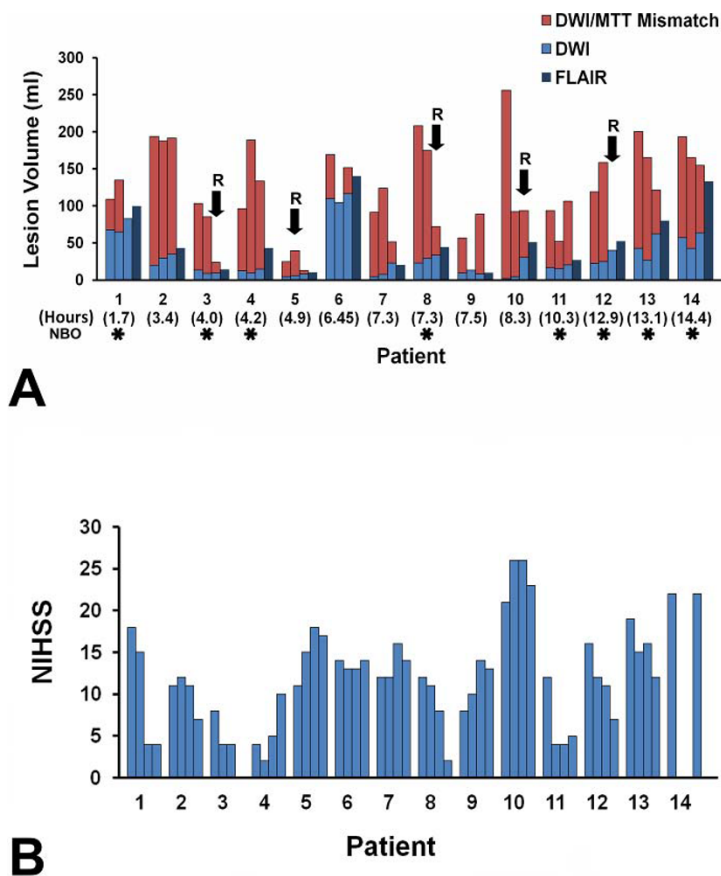 DWI/MTT Mismatch
DWI
FLAIR
Lesion Volume (ml)
300
250
200
150
100
50
0
R
R
R
R
R
1 2 3 4 5 6 7 8 9 10 11 12 13 14
(Hours) (1.7) (3.4) (4.0) (4.2) (4.9) (6.45) (7.3) (7.3) (7.5) (8.3) (10.3) (12.9) (13.1) (14.4)
NBO * * * * * * * *
Patient
A
NIHSS
30
25
20
15
10
5
0
1 2 3 4 5 6 7 8 9 10 11 12 13 14
Patient
B